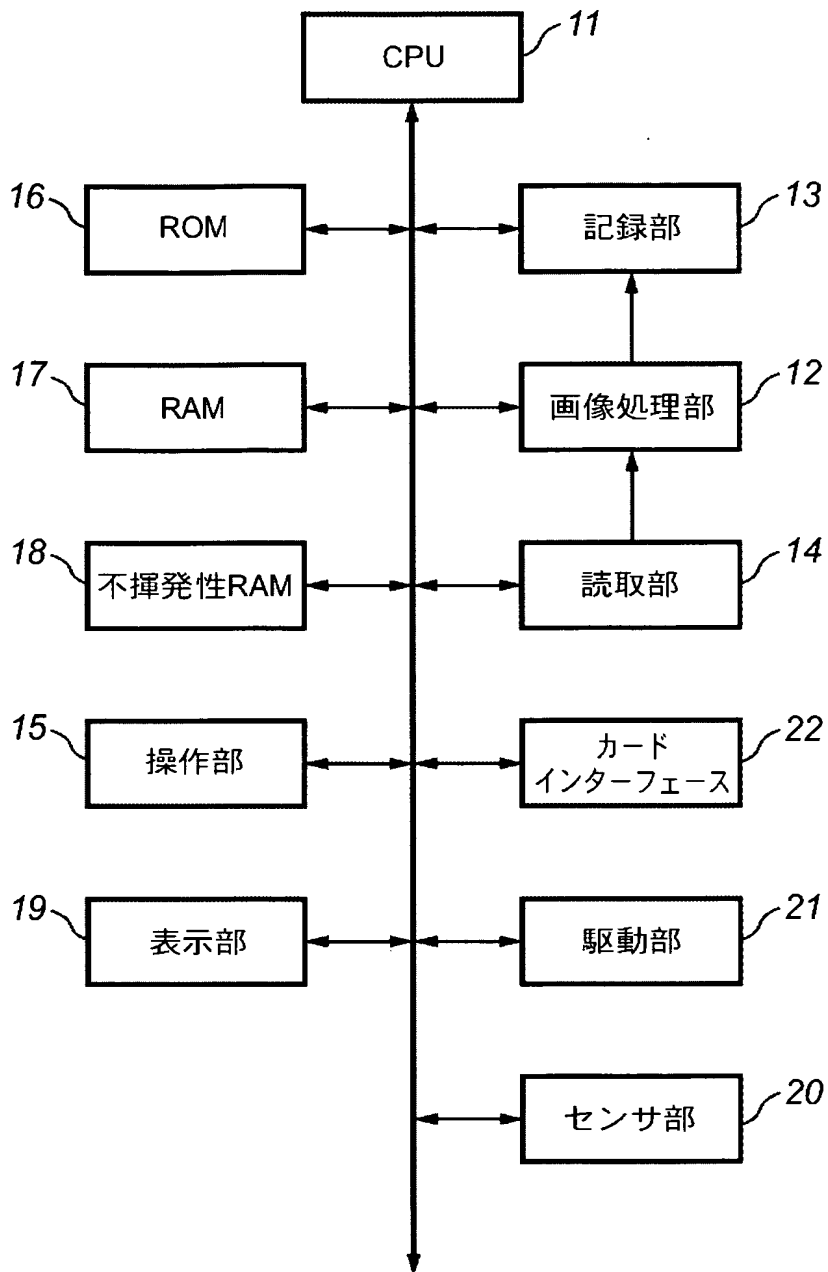 CPU
11
16
ROM
13
記録部
17
RAM
12
画像処理部
18
不揮発性RAM
14
読取部
15
操作部
22
カード
インターフェース
19
表示部
21
駆動部
20
センサ部